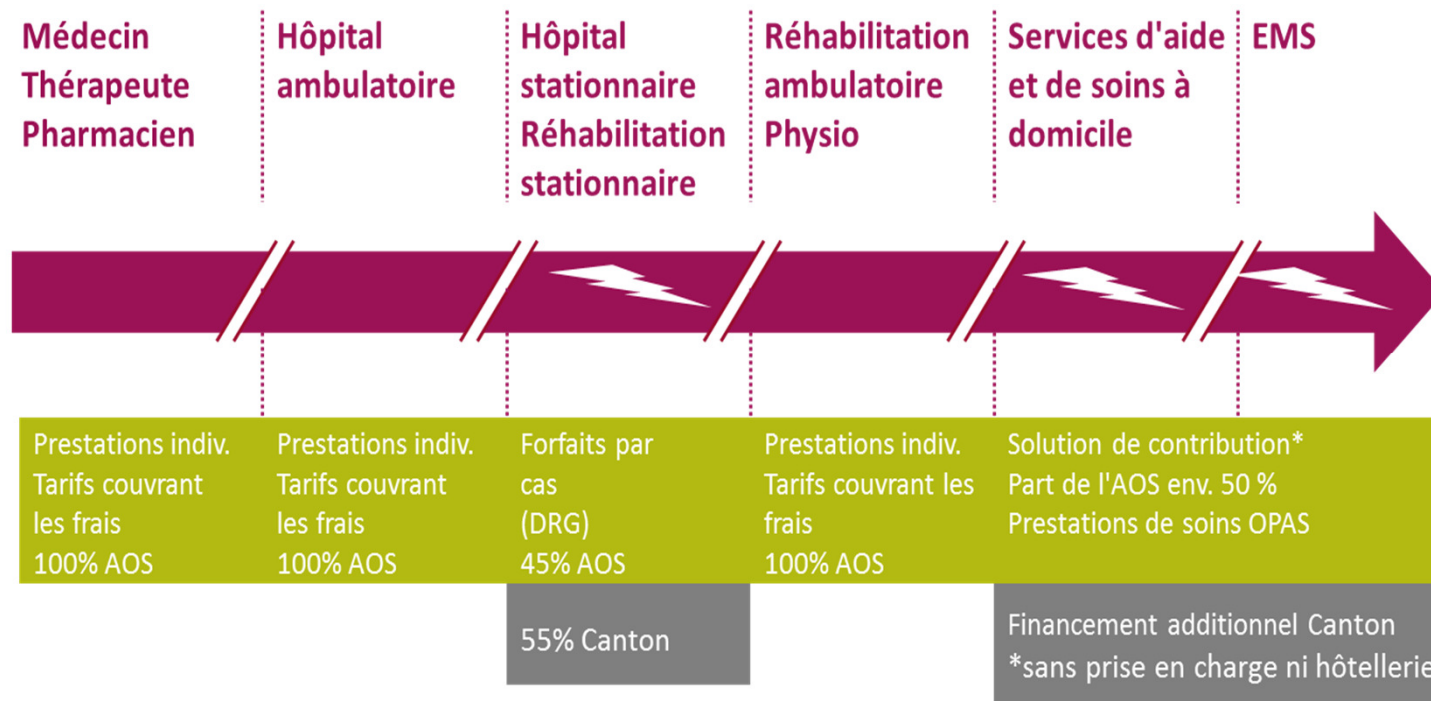 Médecin
Thérapeute
Pharmacien
Hôpital
ambulatoire
Hôpital
stationnaire
Réhabilitation
stationnaire
Réhabilitation
ambulatoire
Physio
Services d'aide
et de soins à
domicile
EMS
Prestations indiv.
Tarifs couvrant
les frais
100% AOS
Prestations indiv.
Tarifs couvrant
les frais
100% AOS
Forfaits par
cas
(DRG)
45% AOS
Prestations indiv.
Tarifs couvrant les
frais
100% AOS
Solution de contribution*
Part de l'AOS env. 50 %
Prestations de soins OPAS
55% Canton
Financement additionnel Canton
*sans prise en charge ni hôtellerie